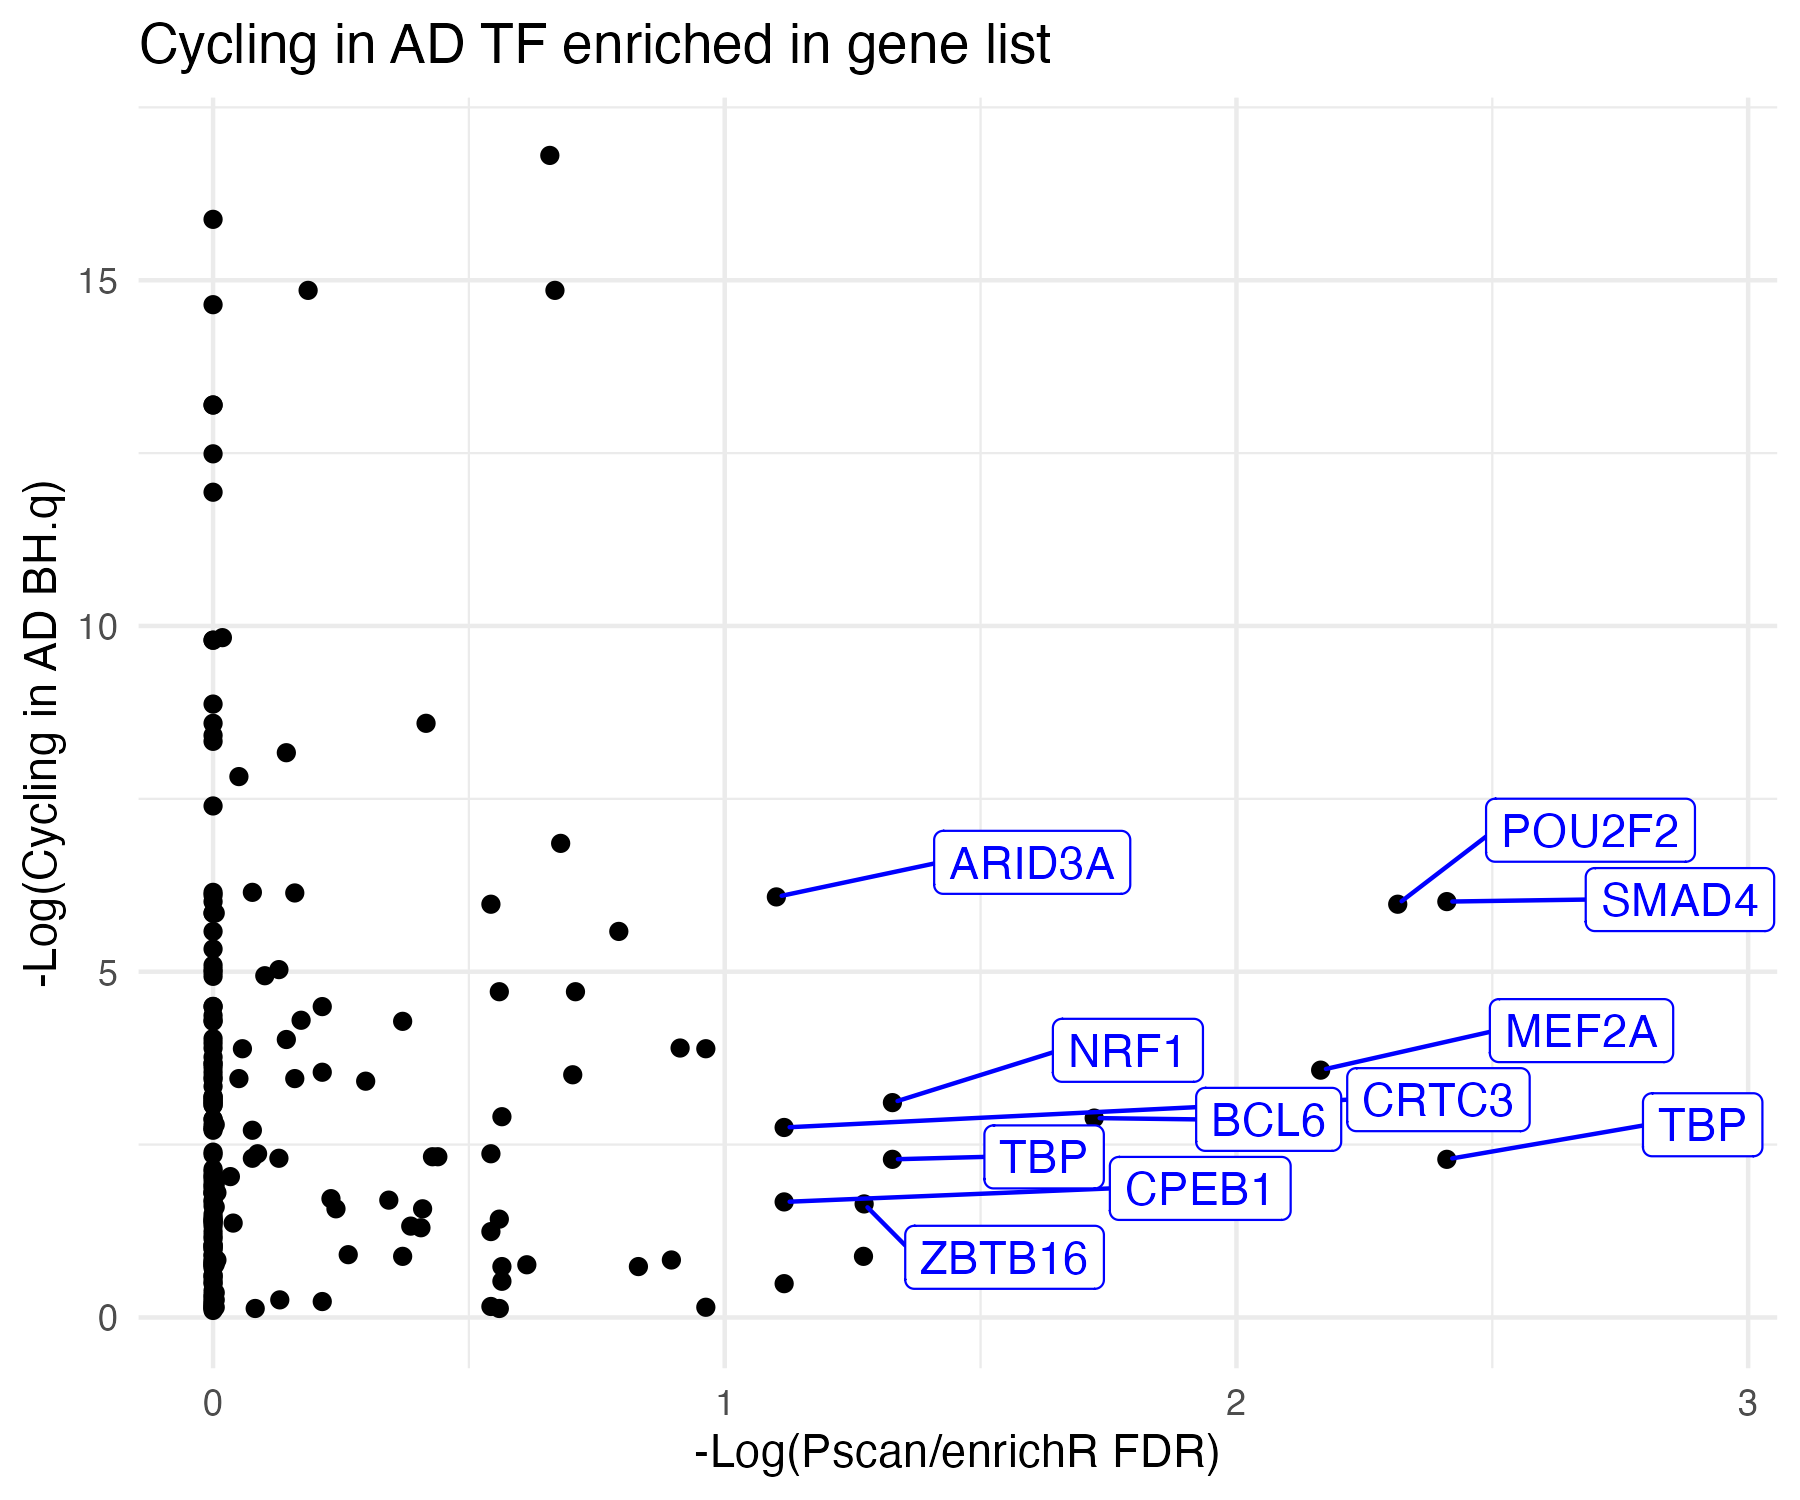 Cycling in AD TF enriched in gene list
-Log(Cycling in AD BH.q)
15
10
5
0
POU2F2
ARID3A
SMAD4
MEF2A
NRF1
CRTC3
BCL6
TBP
TBP
CPEB1
ZBTB16
0
1
2
3
-Log(Pscan/enrichR FDR)